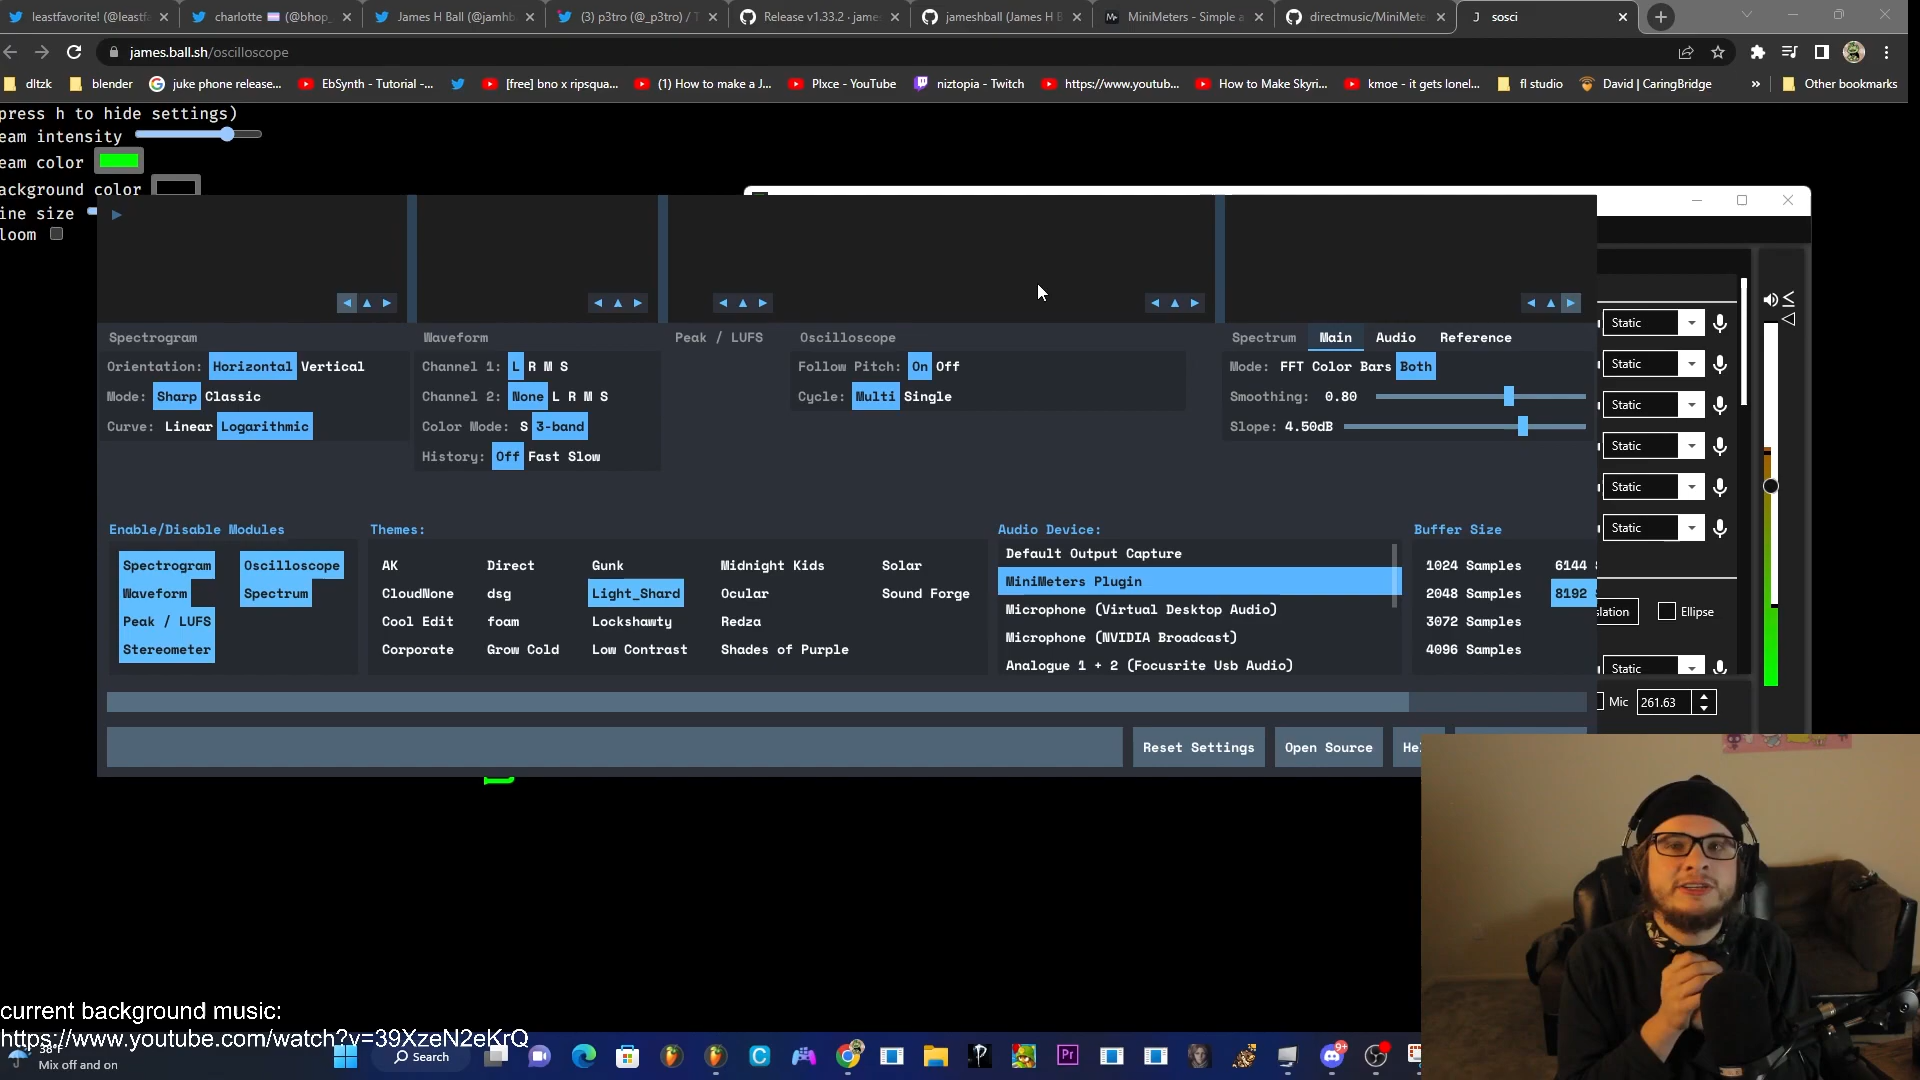 leastfavorite! (@leastfa
charlotte (@bhop_
James H Ball (@jamhb
(3) p3tro (@_p3tro) / T
Release v1.33.2 · jame
jameshball (James H B
MiniMeters - Simple a
directmusic/MiniMete
sosci
james.ball.sh/oscilloscope
dltzk
blender
juke phone release...
EbSynth - Tutorial -...
[free] bno x ripsqua...
(1) How to make a J...
Plxce - YouTube
niztopia - Twitch
https://www.youtub...
How to Make Skyri...
kmoe - it gets lonel...
fl studio
David | CaringBridge
»
Other bookmarks
press h to hide settings)
eam intensity
eam color
ackground color
ine size
loom
Spectrogram
Orientation: Horizontal Vertical
Mode: Sharp Classic
Curve: Linear Logarithmic
Waveform
Channel 1: L R M S
Channel 2: None L R M S
Color Mode: S 3-band
History: Off Fast Slow
Peak / LUFS
Oscilloscope
Follow Pitch: On Off
Cycle: Multi Single
Spectrum Main Audio Reference
Mode: FFT Color Bars Both
Smoothing: 0.80
Slope: 4.50dB
Static
Static
Static
Static
Static
Static
lation
Ellipse
Static
Mic 261.63
Enable/Disable Modules
Spectrogram Oscilloscope
Waveform Spectrum
Peak / LUFS
Stereometer
Themes:
AK Direct Gunk Midnight Kids Solar
CloudNone dsg Light_Shard Ocular Sound Forge
Cool Edit foam Lockshawty Redza
Corporate Grow Cold Low Contrast Shades of Purple
Audio Device:
Default Output Capture
MiniMeters Plugin
Microphone (Virtual Desktop Audio)
Microphone (NVIDIA Broadcast)
Analogue 1 + 2 (Focusrite Usb Audio)
Buffer Size
1024 Samples 6144
2048 Samples 8192
3072 Samples
4096 Samples
Reset Settings
Open Source
Hel
current background music:
https://www.youtube.com/watch?v=39XzeN2eKrQ
38°F
Mix off and on
Search
Pr
9+